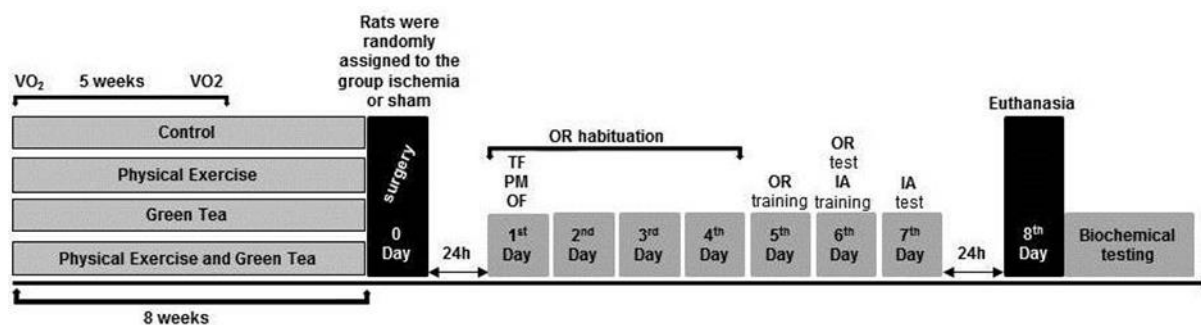 Rats were
randomly
assigned to the
group ischemia
or sham
VO₂ 5 weeks VO2
Control
Physical Exercise
Green Tea
Physical Exercise and Green Tea
8 weeks
surgery
0
Day
24h
OR habituation
TF
PM
OF
1st
Day
2nd
Day
3rd
Day
4th
Day
OR
training
5th
Day
OR
test
IA
training
6th
Day
IA
test
7th
Day
24h
Euthanasia
8th
Day
Biochemical
testing